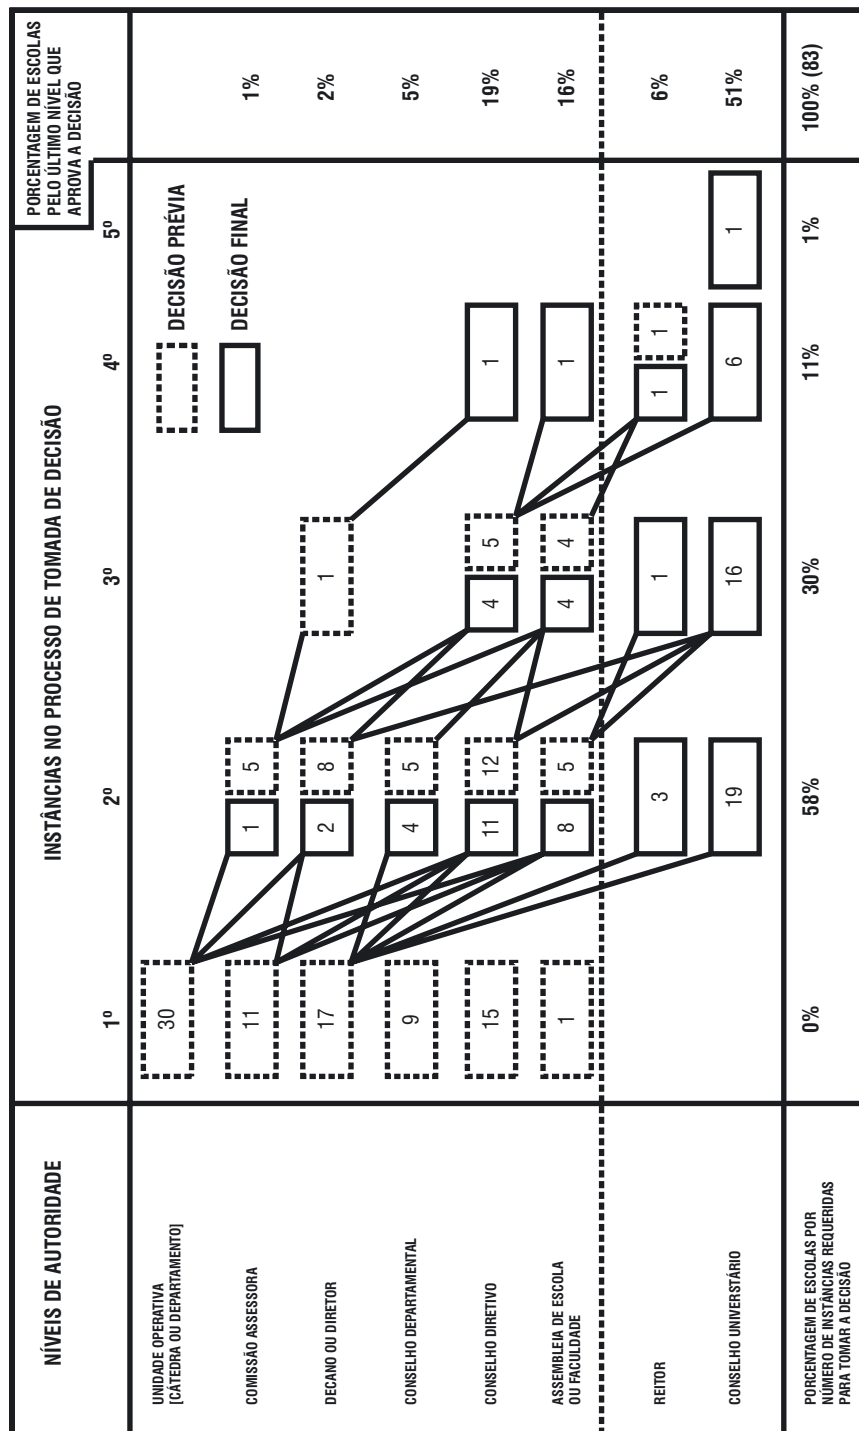 NÍVEIS DE AUTORIDADE
INSTÂNCIAS NO PROCESSO DE TOMADA DE DECISÃO
PORCENTAGEM DE ESCOLAS
PELO ÚLTIMO NÍVEL QUE
APROVA A DECISÃO
1º
2º
3º
4º
5º
DECISÃO PRÉVIA
DECISÃO FINAL
UNIDADE OPERATIVA
[CÁTEDRA OU DEPARTAMENTO]
30
COMISSÃO ASSESSORA
11
1
5
1%
DECANO OU DIRETOR
17
2
8
1
2%
CONSELHO DEPARTAMENTAL
9
4
5
5%
CONSELHO DIRETIVO
15
11
12
4
5
1
19%
ASSEMBLEIA DE ESCOLA
OU FACULDADE
1
8
5
4
4
1
16%
REITOR
3
1
1
1
6%
CONSELHO UNIVERSTÁRIO
19
16
6
1
51%
PORCENTAGEM DE ESCOLAS POR
NÚMERO DE INSTÂNCIAS REQUERIDAS
PARA TOMAR A DECISÃO
0%
58%
30%
11%
1%
100% (83)